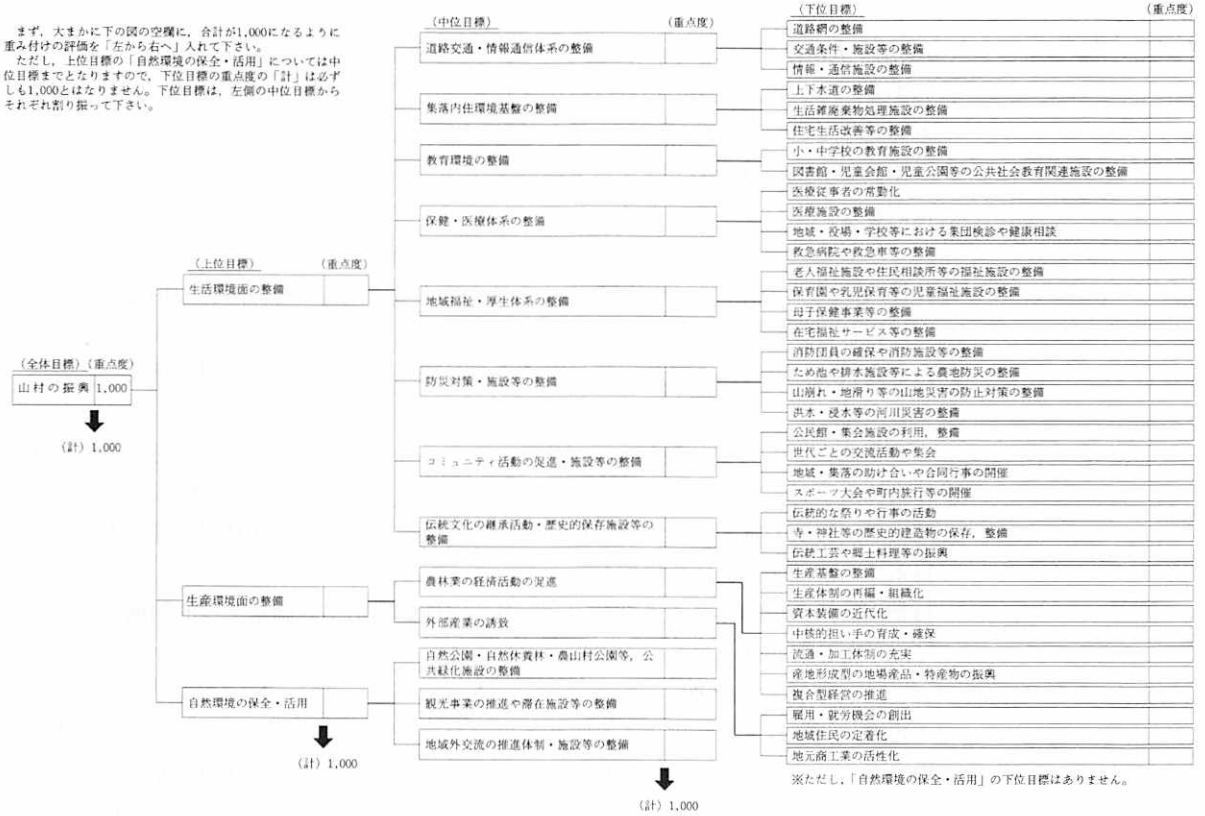 まず，大まかに下の図の空欄に，合計が1,000になるように
重み付けの評価を「左から右へ」入れて下さい。
ただし，上位目標の「自然環境の保全・活用」については中
位目標までとなりますので，下位目標の重点度の「計」は必ず
しも1,000とはなりません。下位目標は，左側の中位目標から
それぞれ割り振って下さい。
（全体目標）（重点度）
山村の振興 1,000
（計）1,000
（上位目標） （重点度）
生活環境面の整備
生産環境面の整備
自然環境の保全・活用
（計）1,000
（中位目標） （重点度）
道路交通・情報通信体系の整備
集落内住環境基盤の整備
教育環境の整備
保健・医療体系の整備
地域福祉・厚生体系の整備
防災対策・施設等の整備
コミュニティ活動の促進・施設等の整備
伝統文化の継承活動・歴史的保存施設等の
整備
農林業の経済活動の促進
外部産業の誘致
自然公園・自然休養林・農山村公園等，公
共緑化施設の整備
観光事業の推進や滞在施設等の整備
地域外交流の推進体制・施設等の整備
（計）1,000
（下位目標） （重点度）
道路網の整備
交通条件・施設等の整備
情報・通信施設の整備
上下水道の整備
生活雑廃棄物処理施設の整備
住宅生活改善等の整備
小・中学校の教育施設の整備
図書館・児童会館・児童公園等の公共社会教育関連施設の整備
医療従事者の常勤化
医療施設の整備
地域・役場・学校等における集団検診や健康相談
救急病院や救急車等の整備
老人福祉施設や住民相談所等の福祉施設の整備
保育園や乳児保育等の児童福祉施設の整備
母子保健事業等の整備
在宅福祉サービス等の整備
消防団員の確保や消防施設等の整備
ため池や排水施設等による農地防災の整備
山崩れ・地滑り等の山地災害の防止対策の整備
洪水・浸水等の河川災害の整備
公民館・集会施設の利用，整備
世代ごとの交流活動や集会
地域・集落の助け合いや合同行事の開催
スポーツ大会や町内旅行等の開催
伝統的な祭りや行事の活動
寺・神社等の歴史的建造物の保存，整備
伝統工芸や郷土料理等の振興
生産基盤の整備
生産体制の再編・組織化
資本装備の近代化
中核的担い手の育成・確保
流通・加工体制の充実
産地形成型の地場産品・特産物の振興
複合型経営の推進
雇用・就労機会の創出
地域住民の定着化
地元商工業の活性化
※ただし，「自然環境の保全・活用」の下位目標はありません。